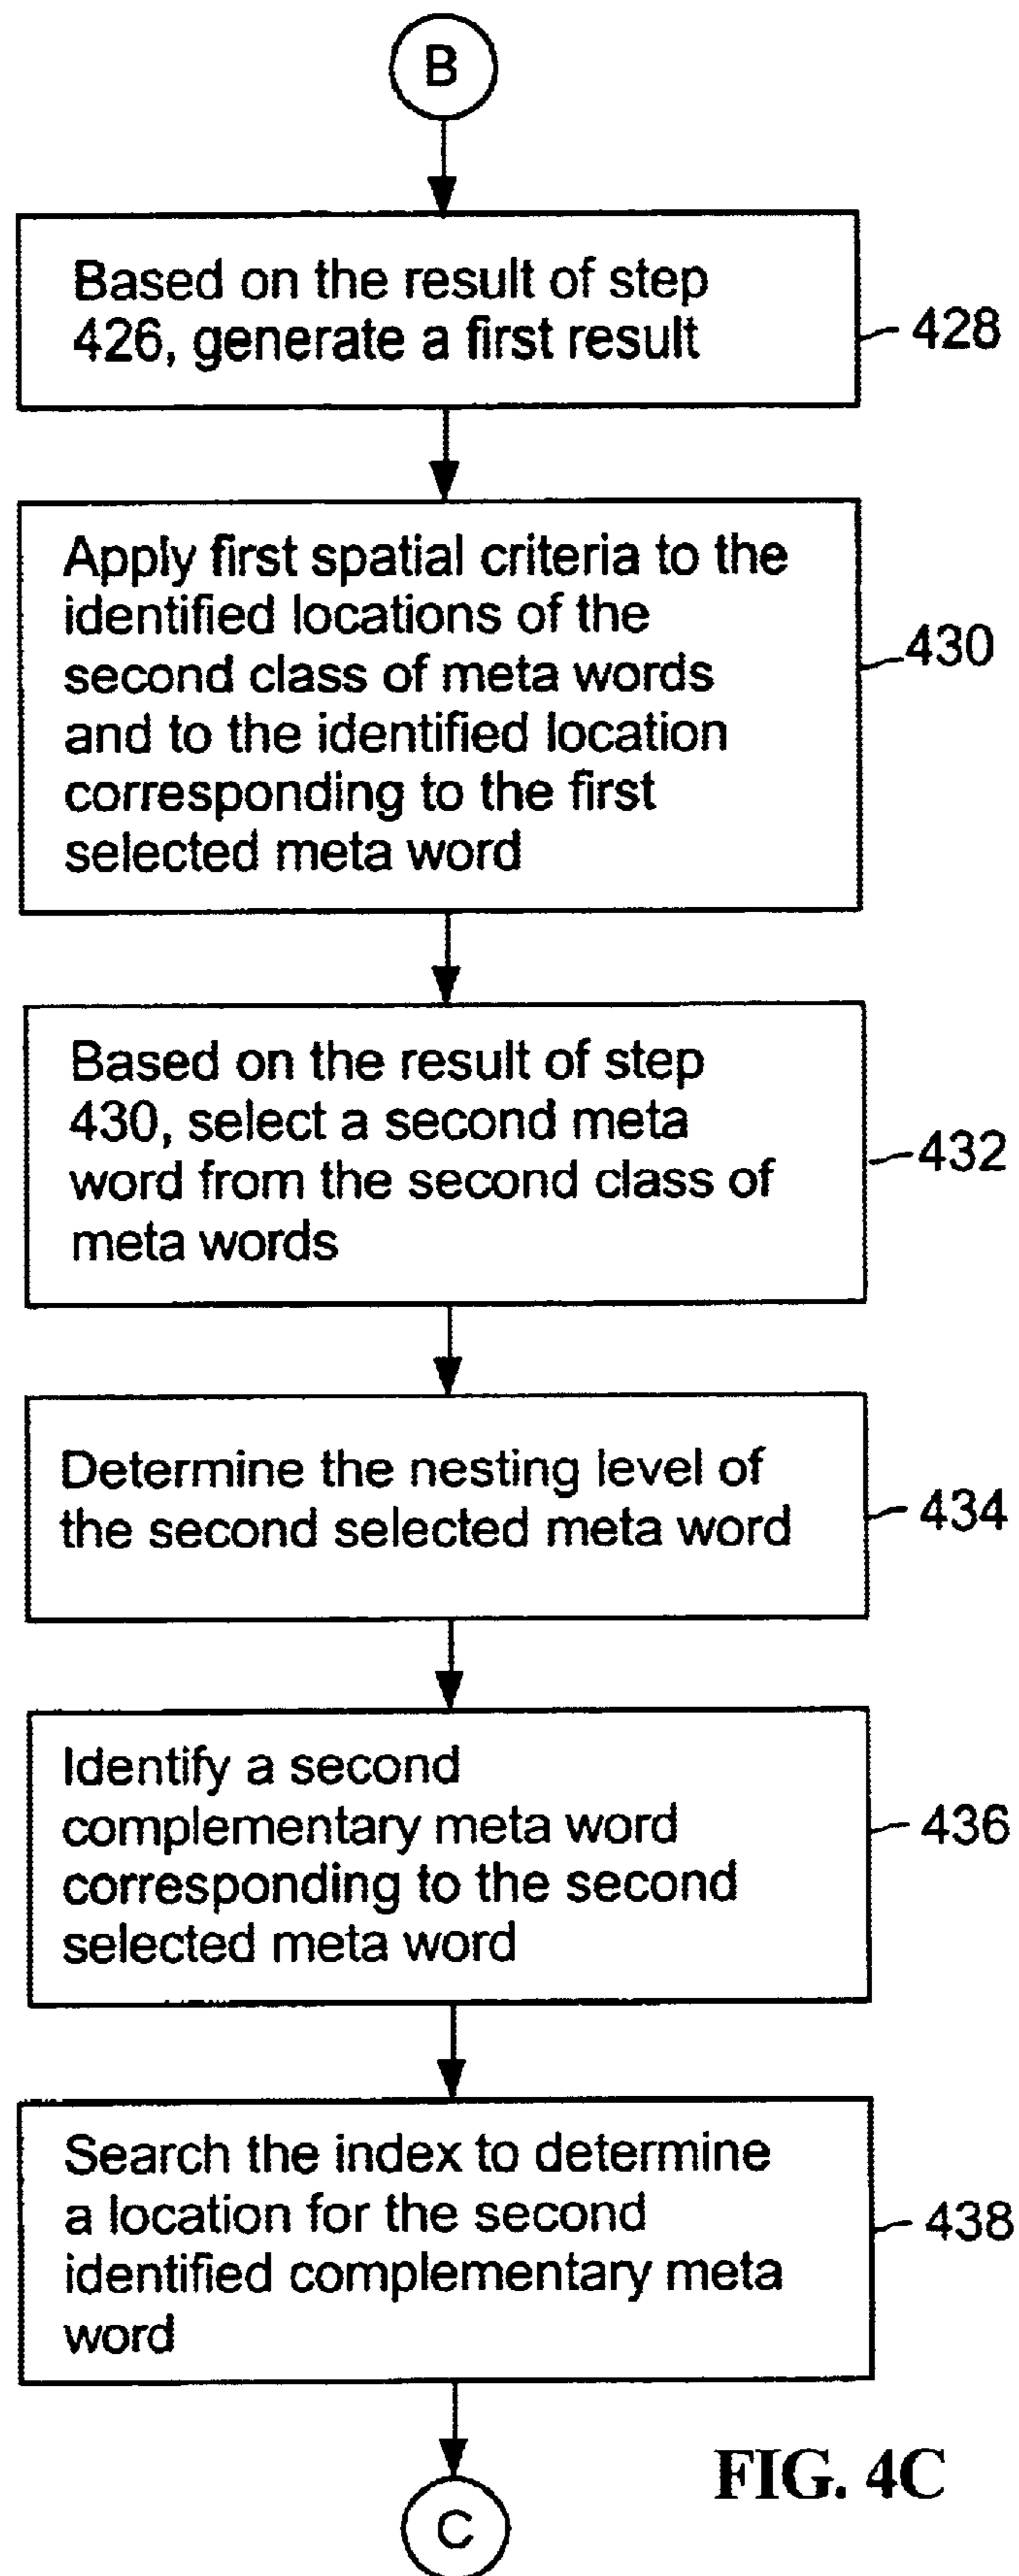 B
Based on the result of step
426, generate a first result
428
Apply first spatial criteria to the
identified locations of the
second class of meta words
and to the identified location
corresponding to the first
selected meta word
430
Based on the result of step
430, select a second meta
word from the second class of
meta words
432
Determine the nesting level of
the second selected meta word
434
Identify a second
complementary meta word
corresponding to the second
selected meta word
436
Search the index to determine
a location for the second
identified complementary meta
word
438
FIG. 4C
C